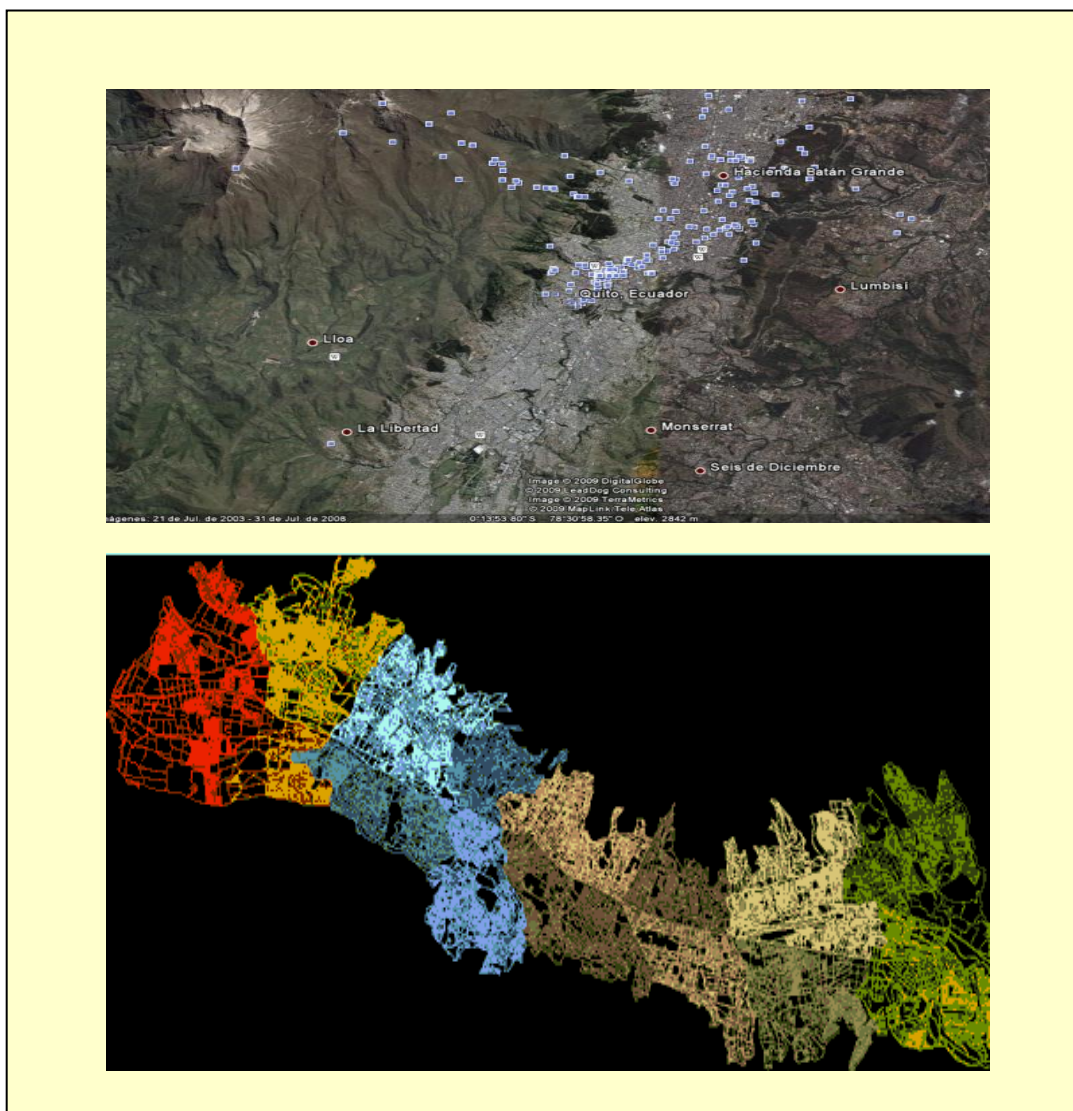 Hacienda Batán Grande
Lumbisí
Quito, Ecuador
Lloa
La Libertad
Monserrat
Seis de Diciembre
Image © 2009 DigitalGlobe
© 2009 LeadDog Consulting
Image © 2009 TerraMetrics
© 2009 MapLink/Tele Atlas
ágenes: 21 de Jul. de 2003 - 31 de Jul. de 2008 0°13'53.80" S 78°30'58.35" O elev. 2842 m